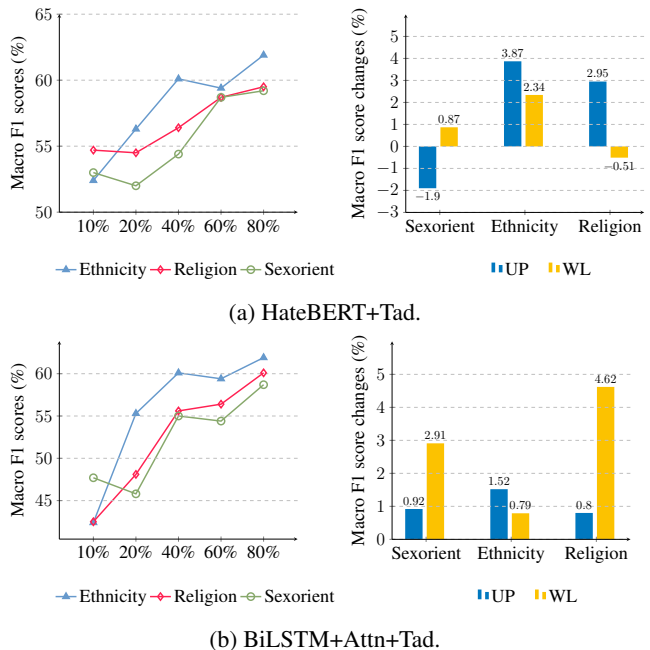 65
60
55
50
Macro F1 scores (%)
10% 20% 40% 60% 80%
Ethnicity Religion Sexorient
5
4
3
2
1
0
−1
−2
−3
Macro F1 score changes (%)
−1.9
0.87
3.87
2.34
2.95
−0.51
Sexorient Ethnicity Religion
UP WL
(a) HateBERT+Tad.
60
55
50
45
Macro F1 scores (%)
10% 20% 40% 60% 80%
Ethnicity Religion Sexorient
5
4
3
2
1
0
Macro F1 score changes (%)
0.92
2.91
1.52
0.79
0.8
4.62
Sexorient Ethnicity Religion
UP WL
(b) BiLSTM+Attn+Tad.